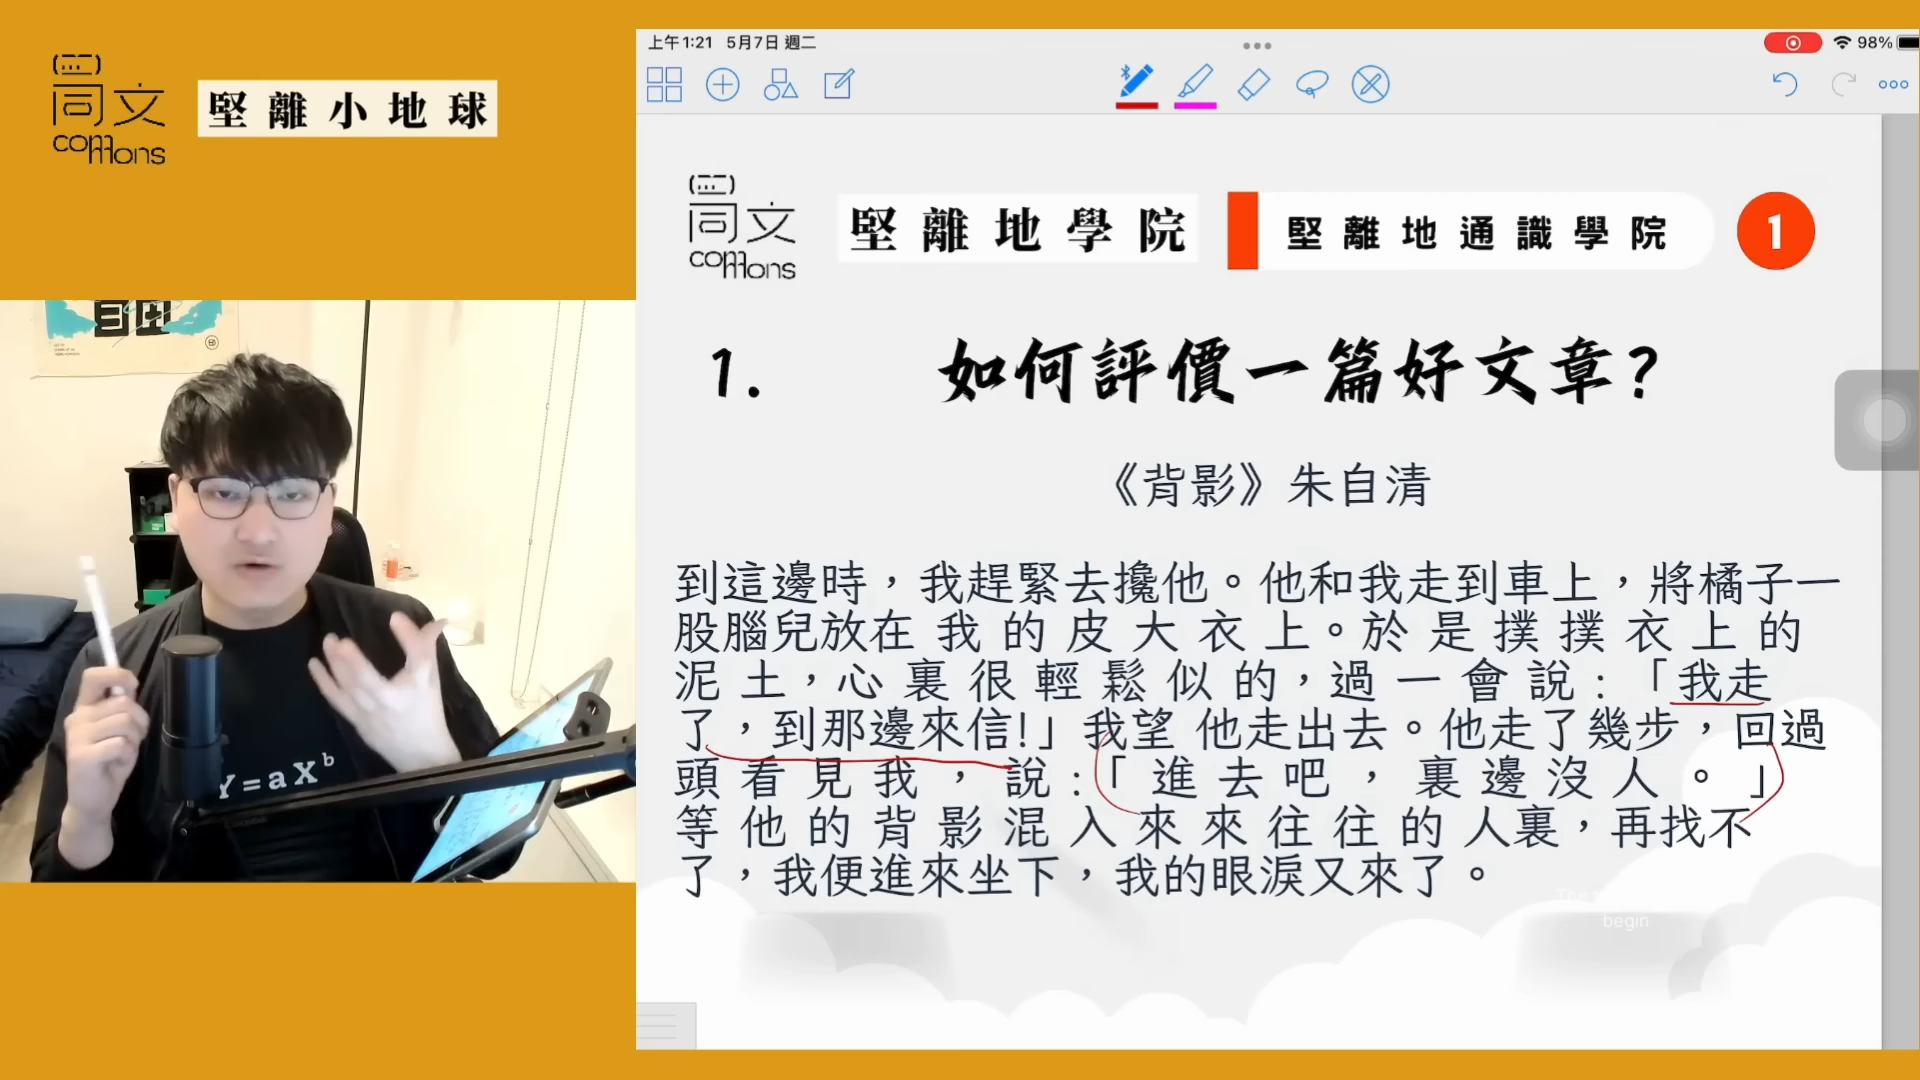 同文
commons
堅離小地球
自由
Y=aX^b
上午1:21 5月7日 週二
98%
同文
commons
堅離地學院
堅離地通識學院
1
1. 如何評價一篇好文章?
《背影》朱自清
到這邊時，我趕緊去攙他。他和我走到車上，將橘子一
股腦兒放在我的皮大衣上。於是撲撲衣上的
泥土，心裏很輕鬆似的，過一會說:「我走
了，到那邊來信!」我望他走出去。他走了幾步，回過
頭看見我，說:「進去吧，裏邊沒人。」
等他的背影混入來來往往的人裏，再找不
了，我便進來坐下，我的眼淚又來了。
begin